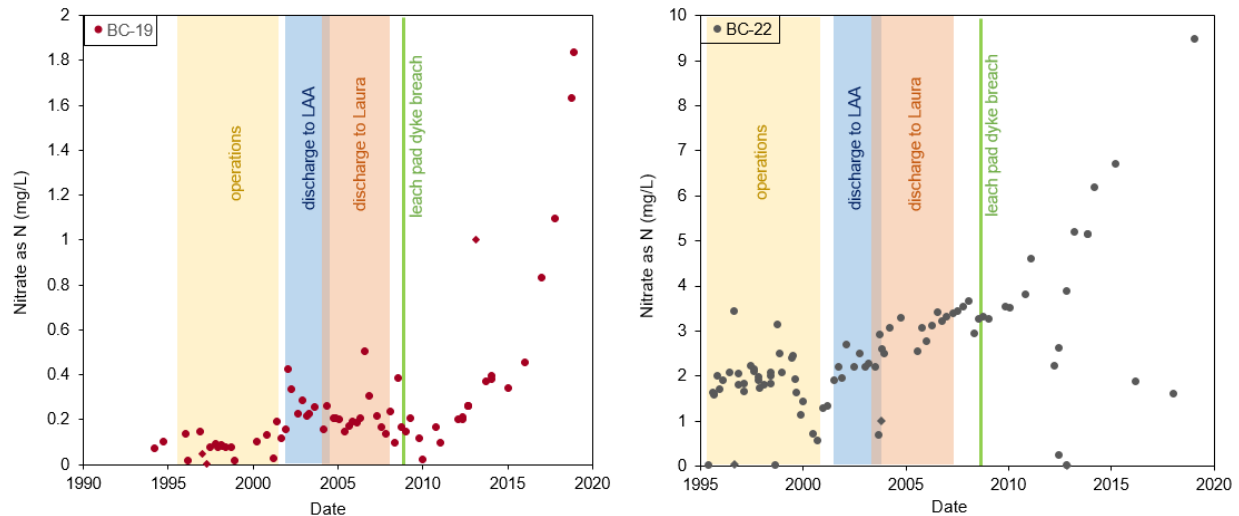 BC-19
Nitrate as N (mg/L)
2
1.8
1.6
1.4
1.2
1
0.8
0.6
0.4
0.2
0
operations
discharge to LAA
discharge to Laura
leach pad dyke breach
1990
1995
2000
2005
2010
2015
2020
Date
BC-22
Nitrate as N (mg/L)
10
9
8
7
6
5
4
3
2
1
0
operations
discharge to LAA
discharge to Laura
leach pad dyke breach
1995
2000
2005
2010
2015
2020
Date